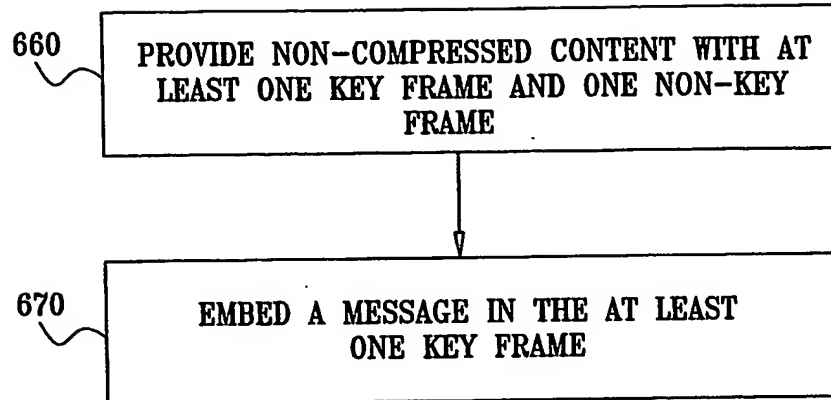 660
PROVIDE NON-COMPRESSED CONTENT WITH AT
LEAST ONE KEY FRAME AND ONE NON-KEY
FRAME
670
EMBED A MESSAGE IN THE AT LEAST
ONE KEY FRAME